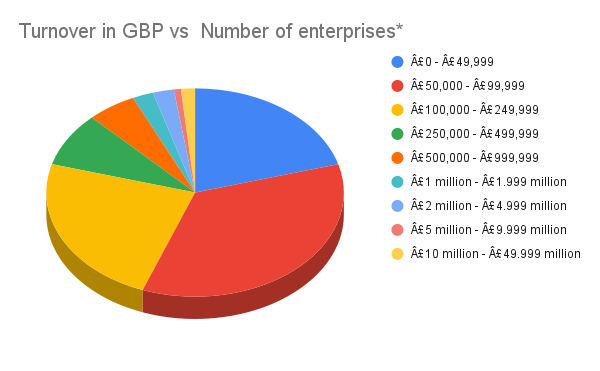 Turnover in GBP vs  Number of enterprises*
Â£0 - Â£49,999
Â£50,000 - Â£99,999
Â£100,000 - Â£249,999
Â£250,000 - Â£499,999
Â£500,000 - Â£999,999
Â£1 million - Â£1.999 million
Â£2 million - Â£4.999 million
Â£5 million - Â£9.999 million
Â£10 million - Â£49.999 million